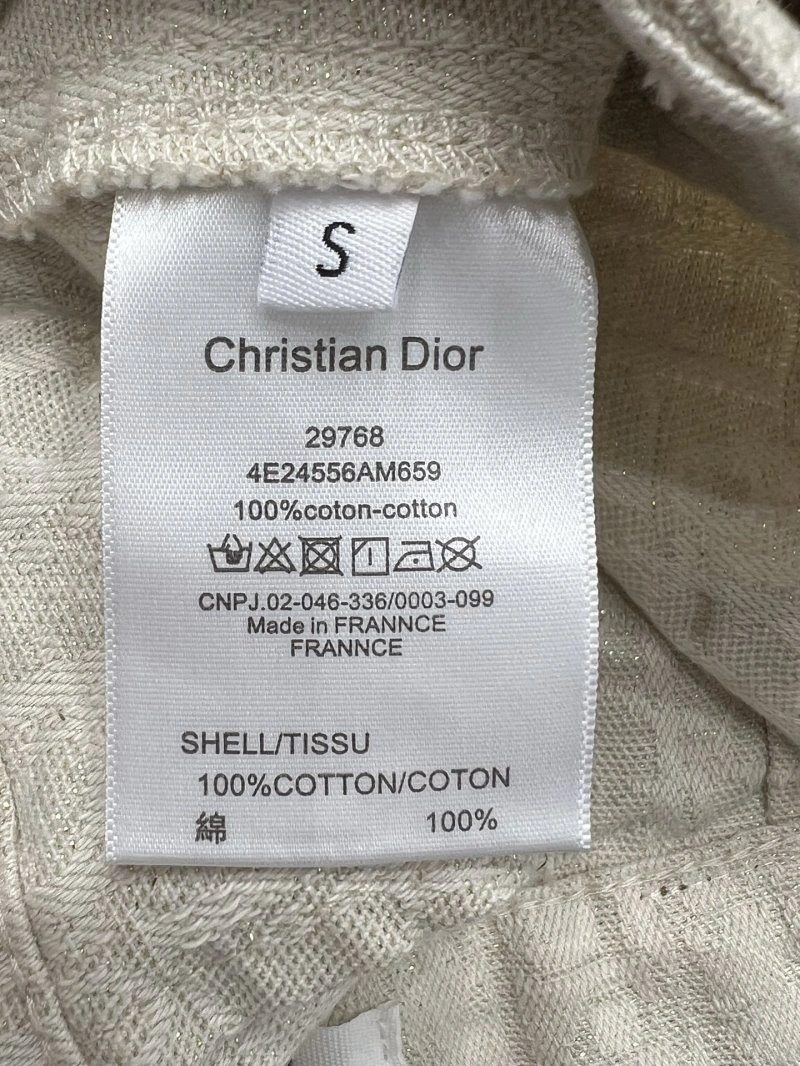 S
Christian Dior
29768
4E24556AM659
100%coton-cotton
CNPJ.02-046-336/0003-099
Made in FRANNCE
FRANNCE
SHELL/TISSU
100%COTTON/COTON
綿 100%